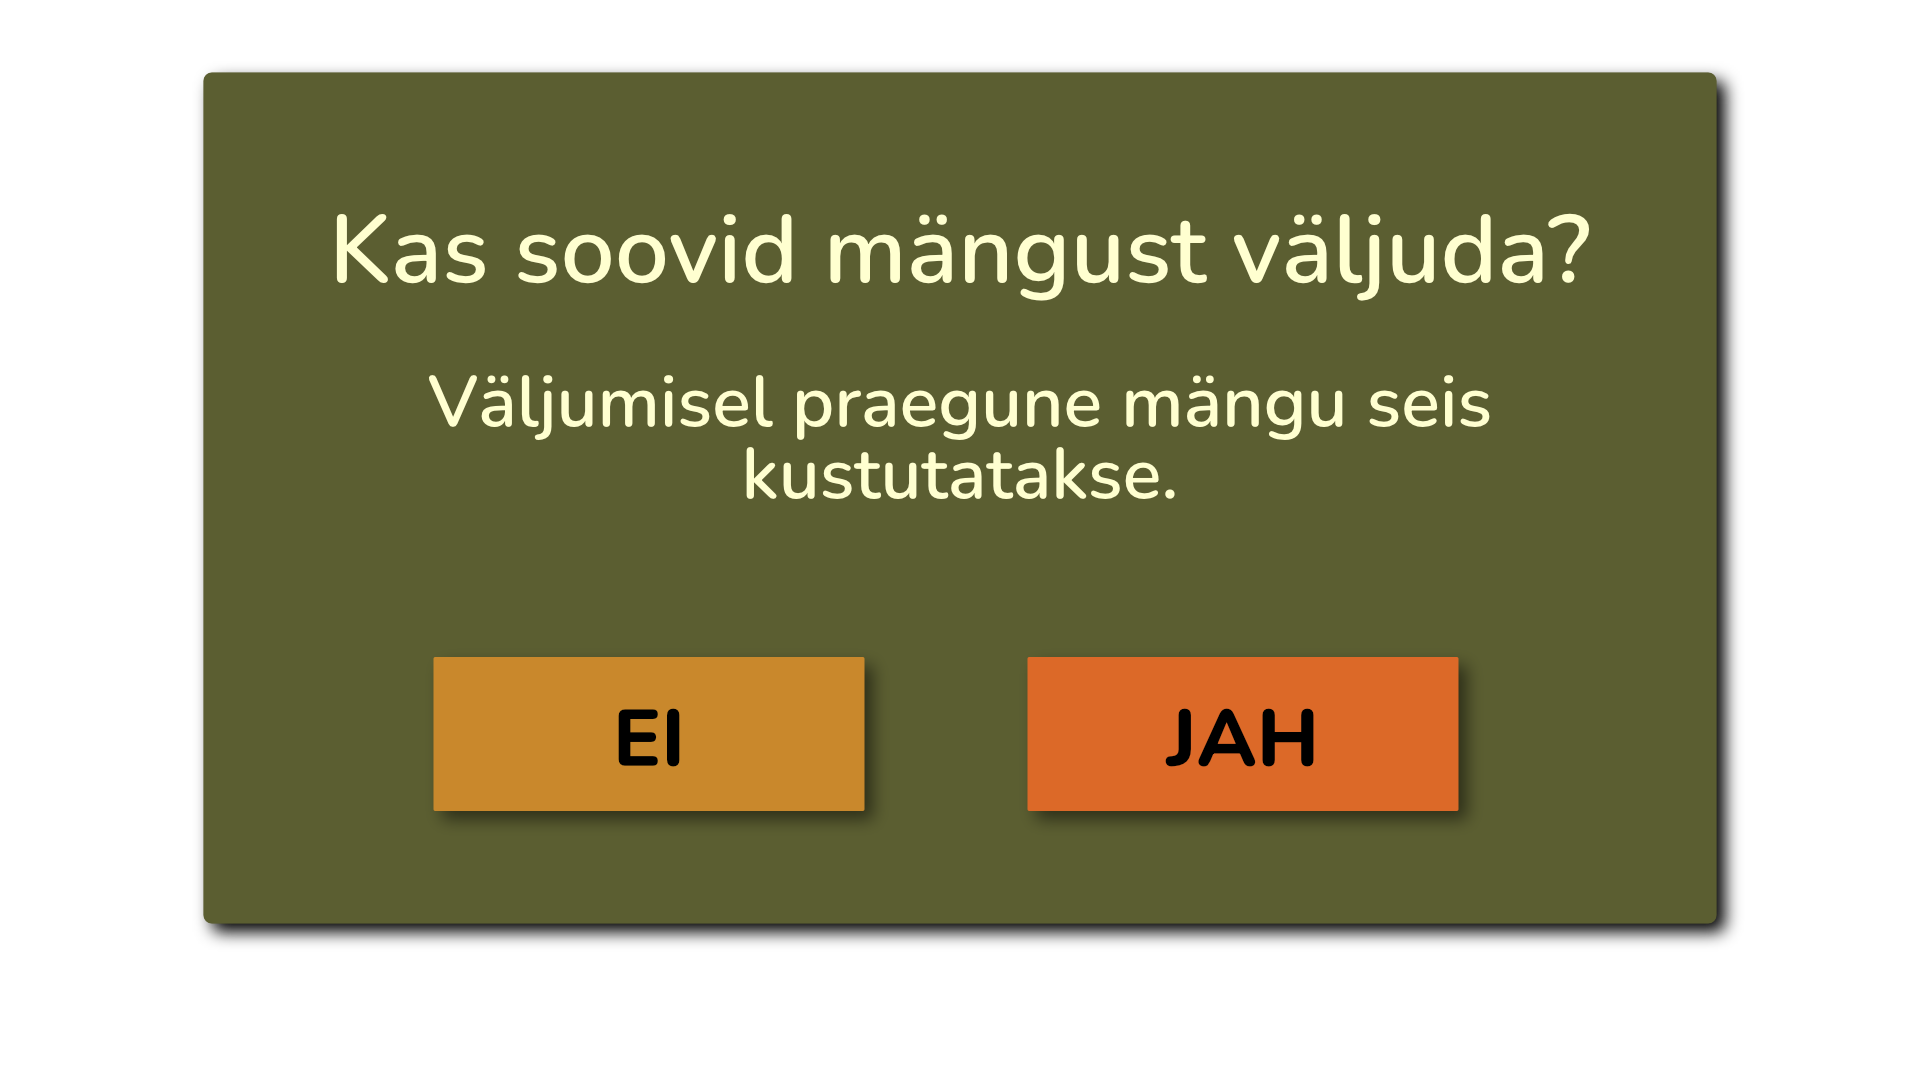 Kas soovid mängust väljuda?
Väljumisel praegune mängu seis
kustutatakse.
EI
JAH